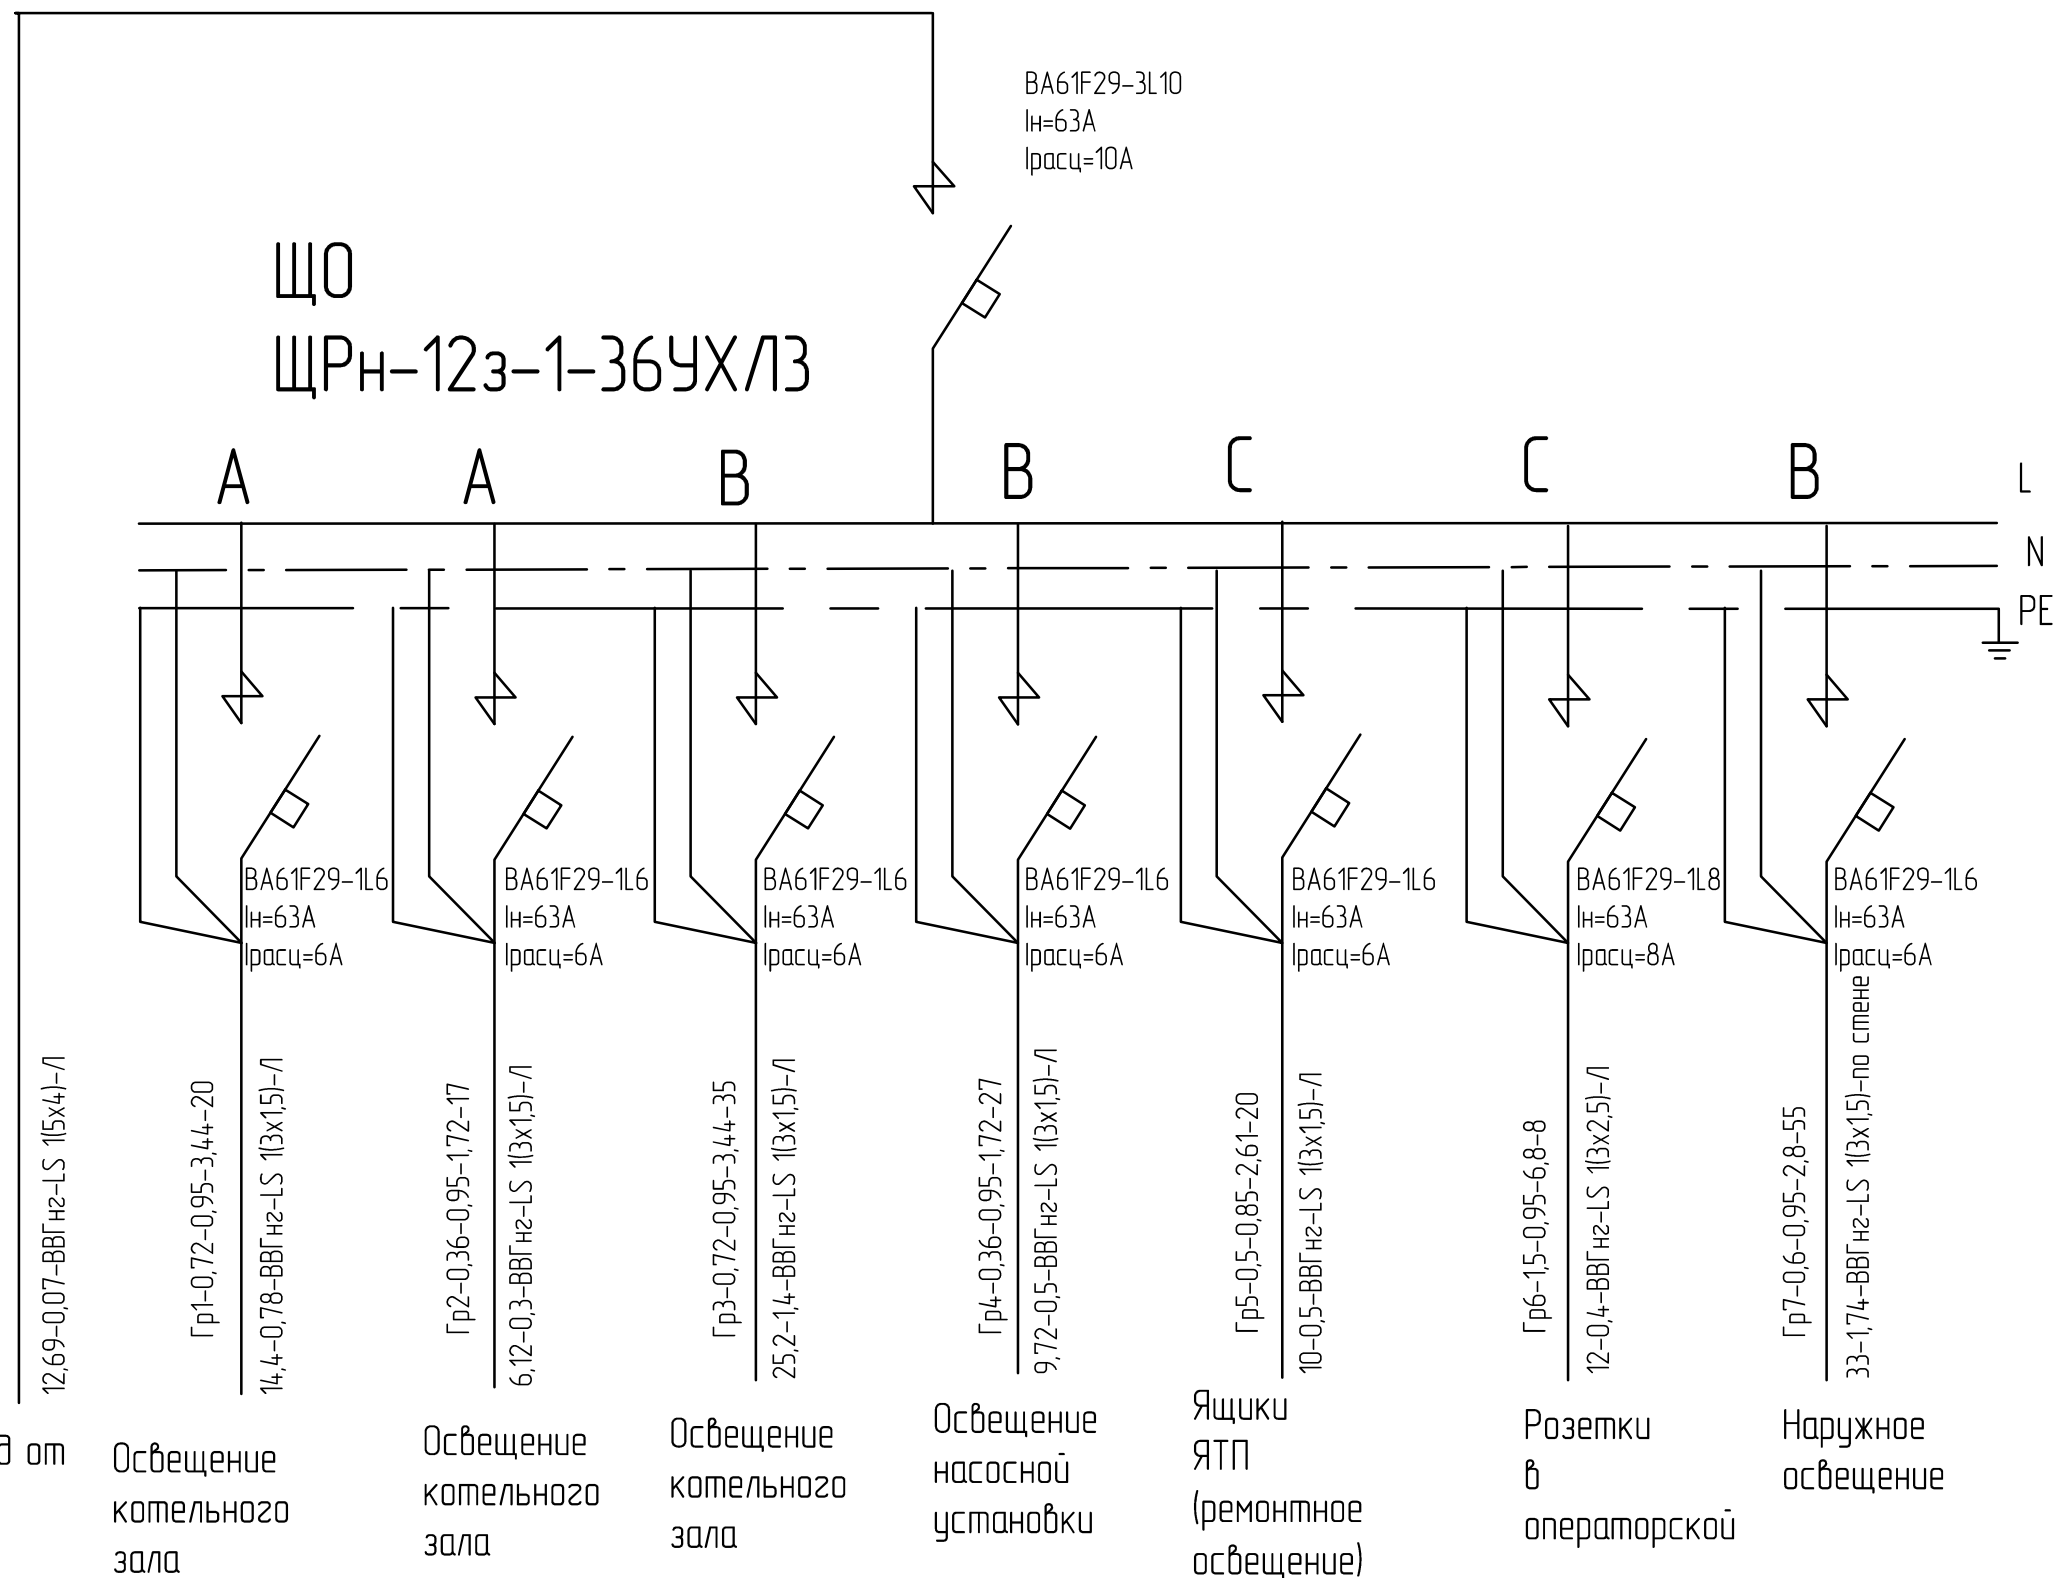 ВА61F29-3L10
Iн=63А
Iрасц=10А
ЩО
ЩРн-12з-1-36УХЛ3
А
А
В
В
С
С
В
L
N
PE
ВА61F29-1L6
Iн=63А
Iрасц=6А
ВА61F29-1L6
Iн=63А
Iрасц=6А
ВА61F29-1L6
Iн=63А
Iрасц=6А
ВА61F29-1L6
Iн=63А
Iрасц=6А
ВА61F29-1L6
Iн=63А
Iрасц=6А
ВА61F29-1L8
Iн=63А
Iрасц=8А
ВА61F29-1L6
Iн=63А
Iрасц=6А
12,69-0,07-ВВГнг-LS 1(5х4)-Л
Гр1-0,72-0,95-3,44-20
14,4-0,78-ВВГнг-LS 1(3х1,5)-Л
Гр2-0,36-0,95-1,72-17
6,12-0,3-ВВГнг-LS 1(3х1,5)-Л
Гр3-0,72-0,95-3,44-35
25,2-1,4-ВВГнг-LS 1(3х1,5)-Л
Гр4-0,36-0,95-1,72-27
9,72-0,5-ВВГнг-LS 1(3х1,5)-Л
Гр5-0,5-0,85-2,61-20
10-0,5-ВВГнг-LS 1(3х1,5)-Л
Гр6-1,5-0,95-6,8-8
12-0,4-ВВГнг-LS 1(3х2,5)-Л
Гр7-0,6-0,95-2,8-55
33-1,74-ВВГнг-LS 1(3х1,5)-по стене
от
Освещение
котельного
зала
Освещение
котельного
зала
Освещение
котельного
зала
Освещение
насосной
установки
Ящики
ЯТП
(ремонтное
освещение)
Розетки
в
операторской
Наружное
освещение